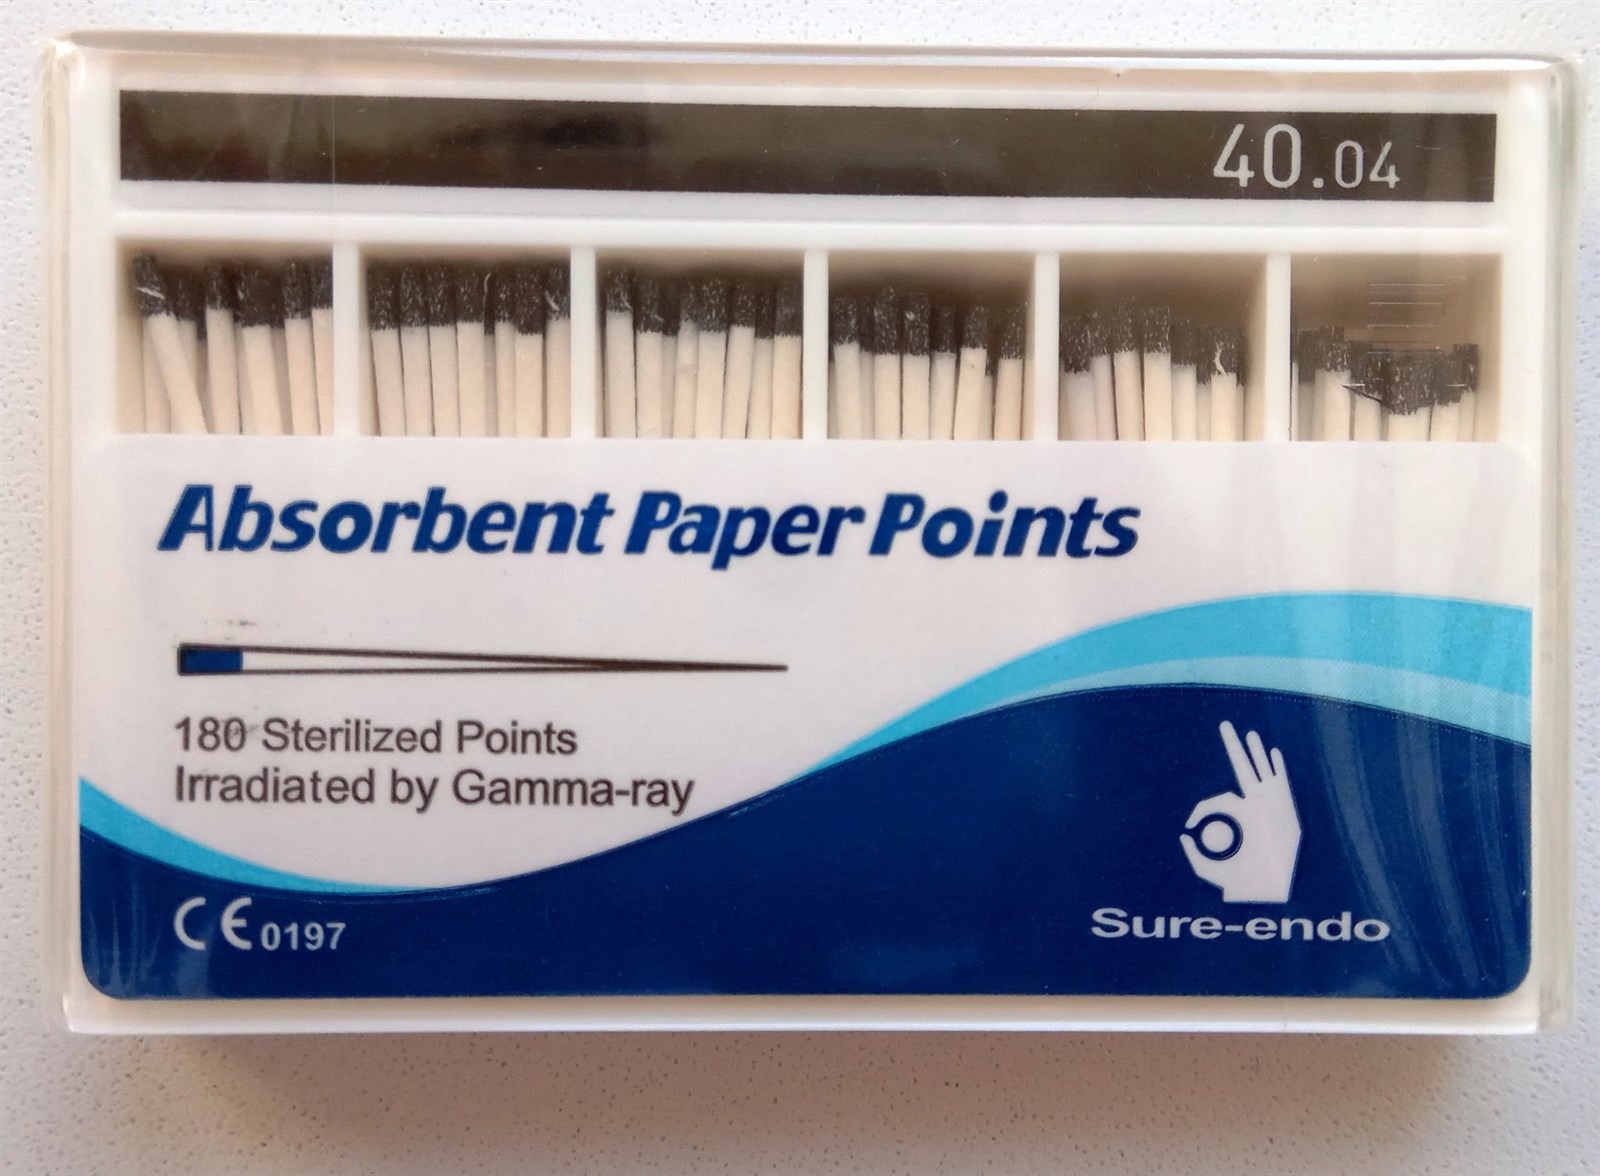 40.04
Absorbent Paper Points
180 Sterilized Points
Irradiated by Gamma-ray
CE 0197
Sure-endo